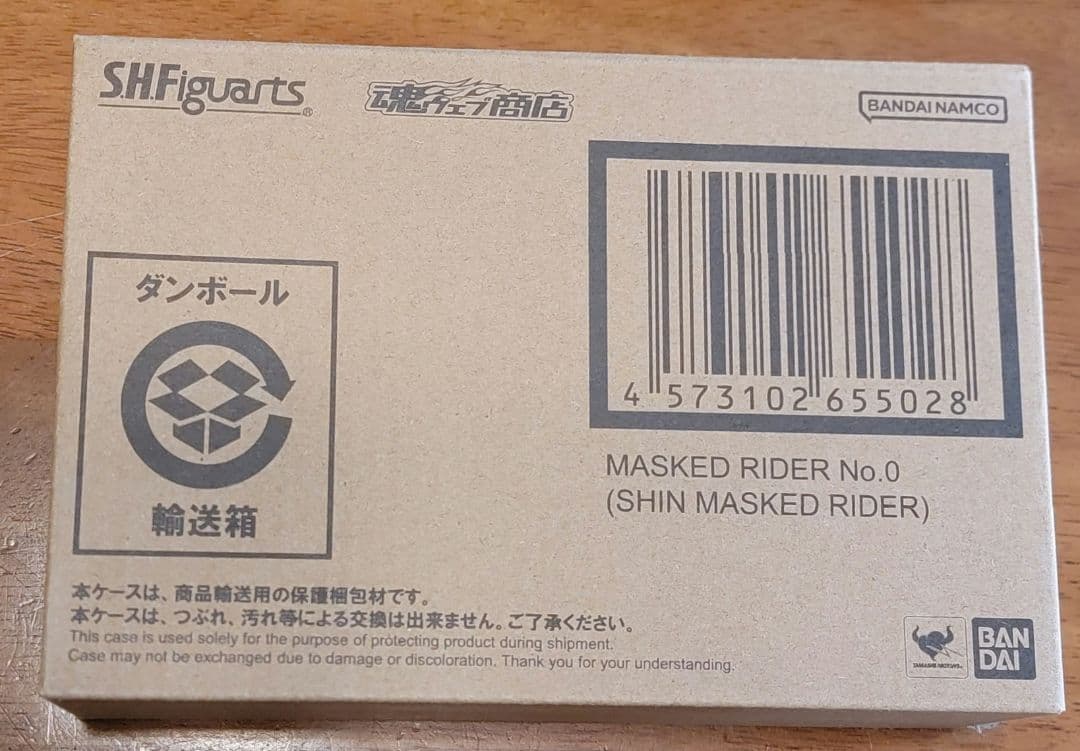 S.H.Figuarts®
魂ウェブ商店
BANDAI NAMCO
4 573102 655028
MASKED RIDER No.0
(SHIN MASKED RIDER)
ダンボール
輸送箱
本ケースは、商品輸送用の保護梱包材です。
本ケースは、つぶれ、汚れ等による交換は出来ません。ご了承ください。
This case is used solely for the purpose of protecting product during shipment.
Case may not be exchanged due to damage or discoloration. Thank you for your understanding.
TAMASHII NATIONS
BAN
DAI